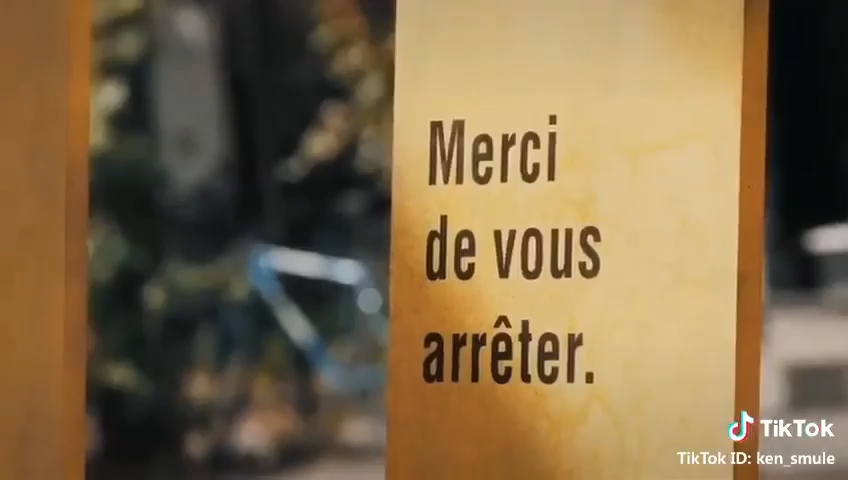 Merci
de vous
arrêter.
TikTok
TikTok ID: ken_smule